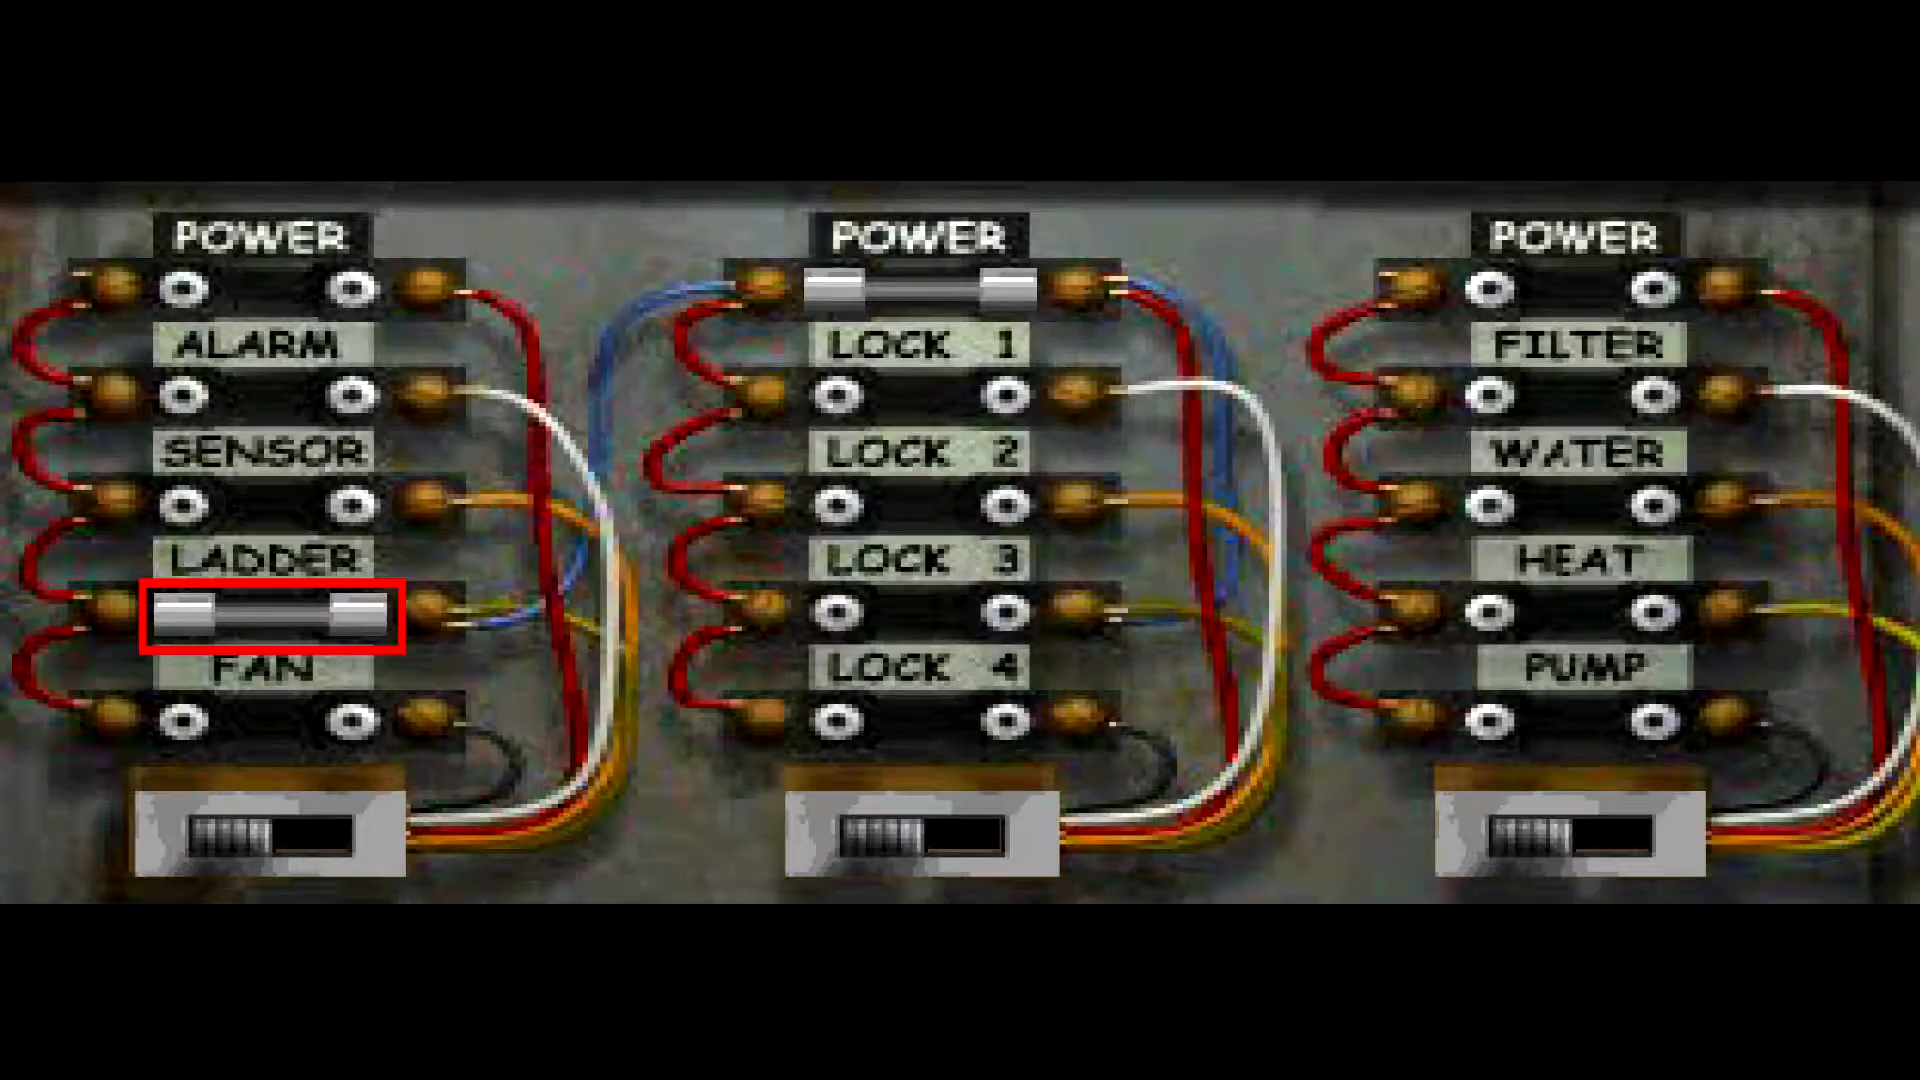 POWER
ALARM
SENSOR
LADDER
FAN
POWER
LOCK 1
LOCK 2
LOCK 3
LOCK 4
POWER
FILTER
WATER
HEAT
PUMP